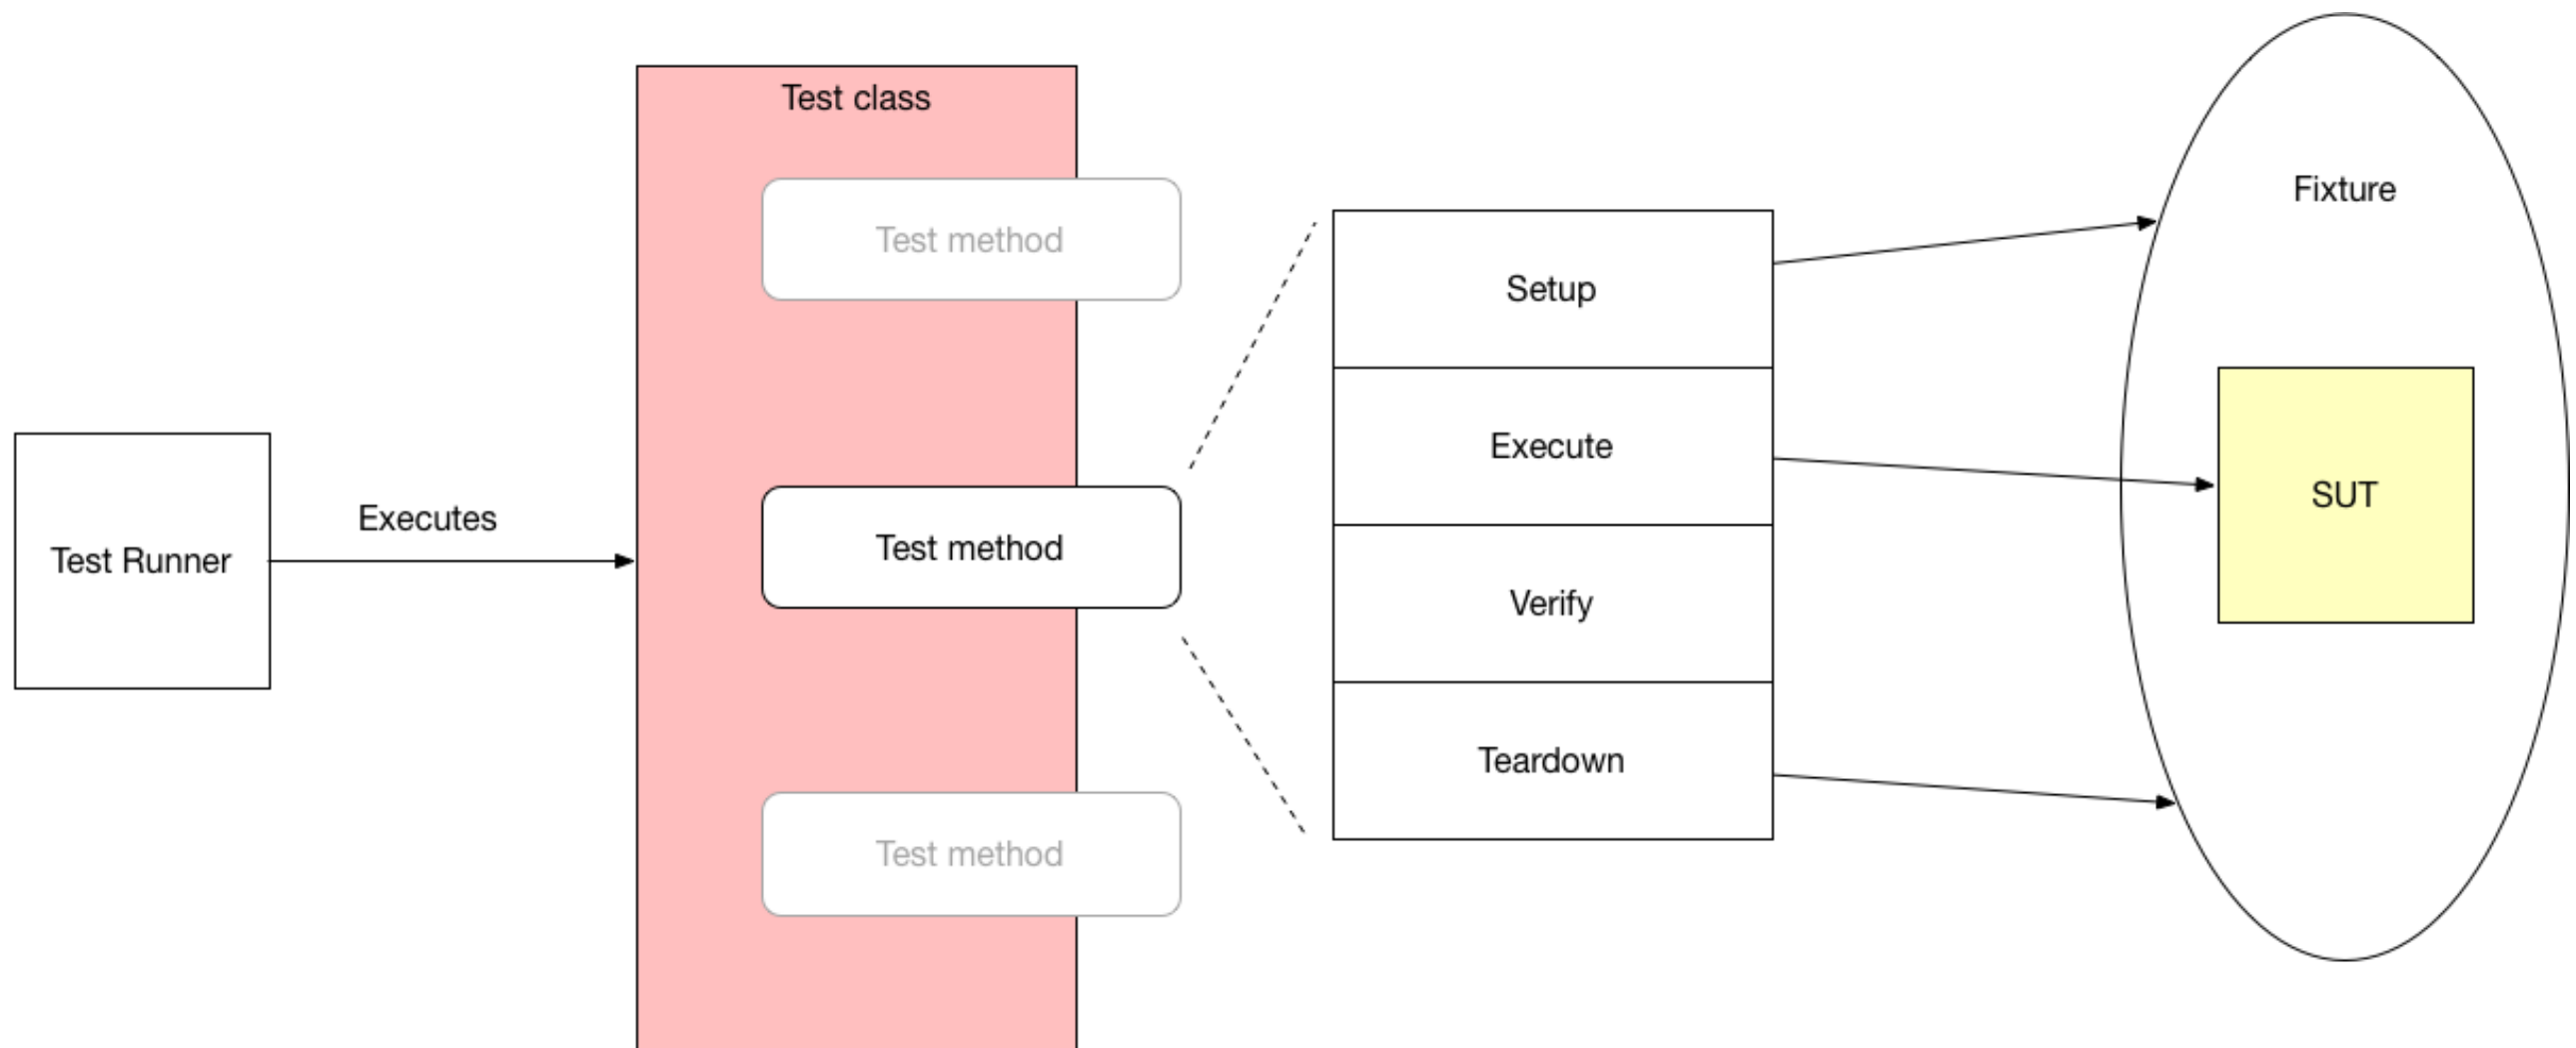 Test Runner
Executes
Test class
Test method
Test method
Test method
Setup
Execute
Verify
Teardown
Fixture
SUT